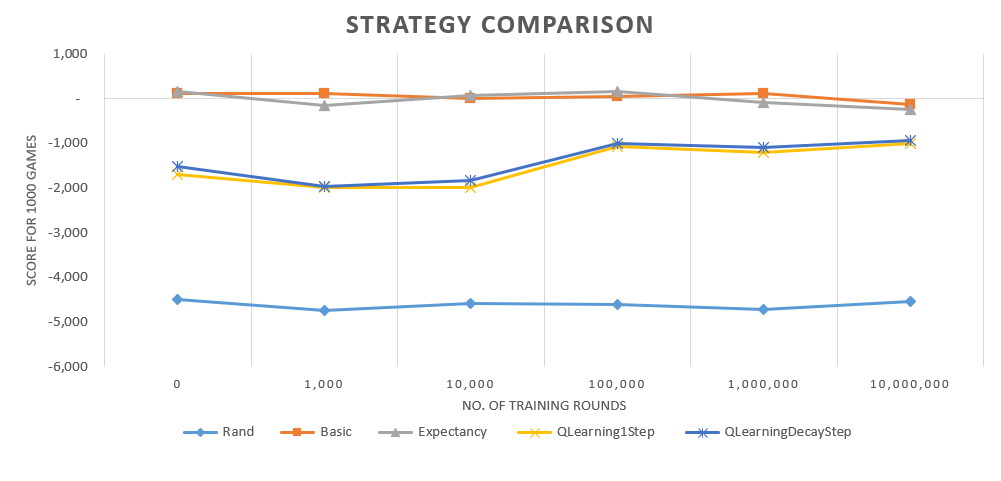 STRATEGY COMPARISON
1,000
-
-1,000
-2,000
-3,000
-4,000
-5,000
-6,000
SCORE FOR 1000 GAMES
0 1,000 10,000 100,000 1,000,000 10,000,000
NO. OF TRAINING ROUNDS
Rand Basic Expectancy QLearning1Step QLearningDecayStep